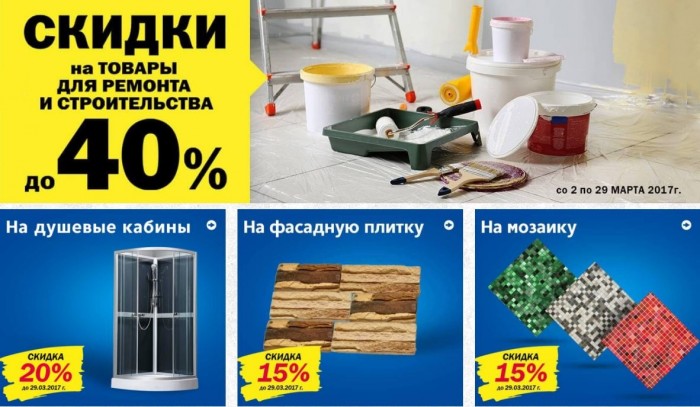 СКИДКИ
на ТОВАРЫ
ДЛЯ РЕМОНТА
И СТРОИТЕЛЬСТВА
до 40%
со 2 по 29 МАРТА 2017г.
На душевые кабины
СКИДКА
20%
до 29.03.2017 г.
На фасадную плитку
СКИДКА
15%
до 29.03.2017 г.
На мозаику
СКИДКА
15%
до 29.03.2017 г.